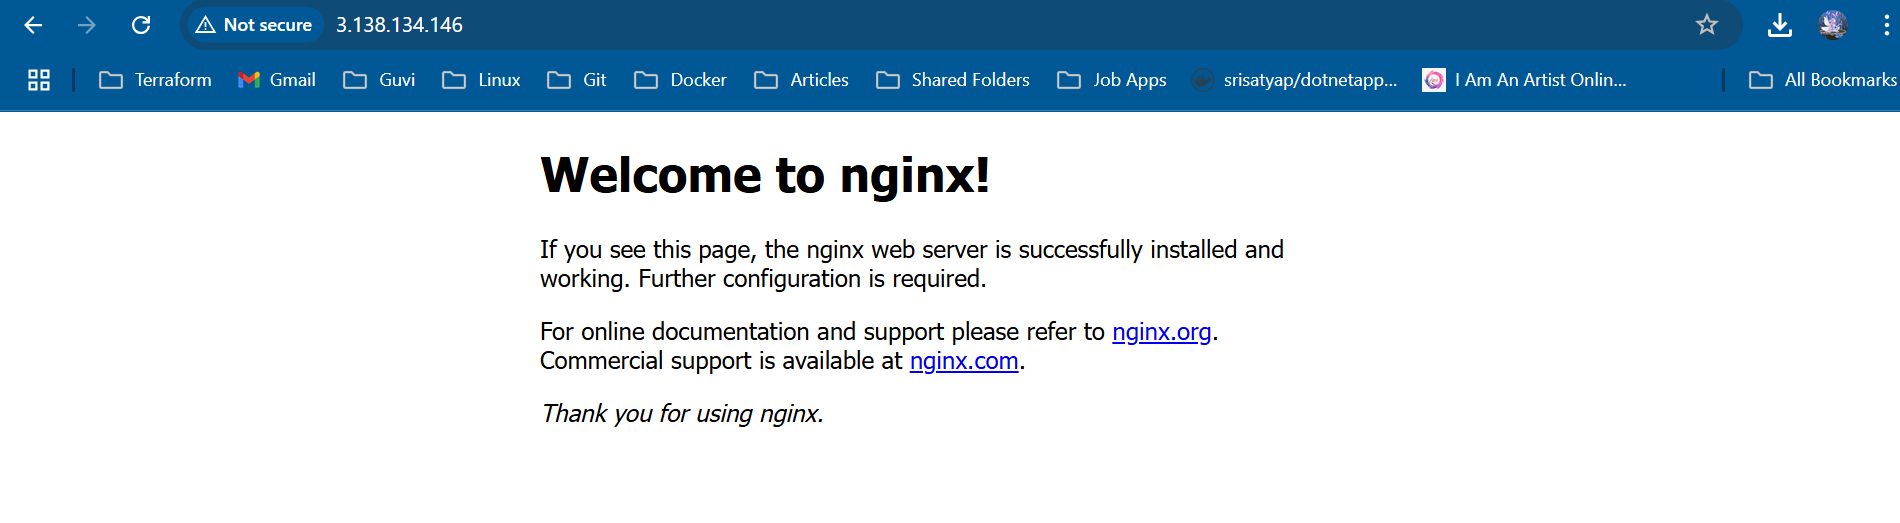 Not secure 3.138.134.146
Terraform Gmail Guvi Linux Git Docker Articles Shared Folders Job Apps srisatyap/dotnetapp... I Am An Artist Onlin... All Bookmarks
Welcome to nginx!
If you see this page, the nginx web server is successfully installed and
working. Further configuration is required.
For online documentation and support please refer to nginx.org.
Commercial support is available at nginx.com.
Thank you for using nginx.